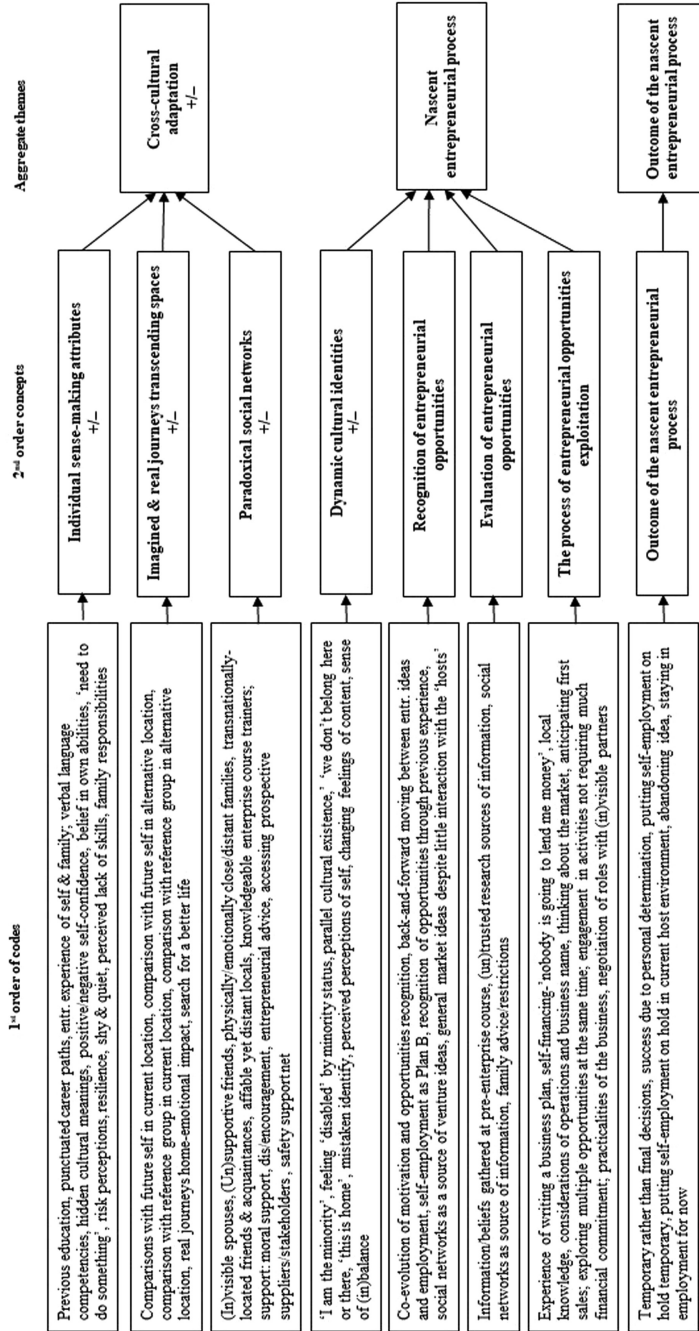 1st order of codes
2nd order concepts
Aggregate themes
Previous education, punctuated career paths, entr. experience of self & family; verbal language
competencies, hidden cultural meanings, positive/negative self-confidence, belief in own abilities, ‘need to
do something’, risk perceptions, resilience, shy & quiet, perceived lack of skills, family responsibilities
Individual sense-making attributes
+/–
Comparisons with future self in current location, comparison with future self in alternative location,
comparison with reference group in current location, comparison with reference group in alternative
location, real journeys home-emotional impact, search for a better life
Imagined & real journeys transcending spaces
+/–
(In)visible spouses, (Un)supportive friends, physically/emotionally close/distant families, transnationally-
located friends & acquaintances, affable yet distant locals, knowledgeable enterprise course trainers;
support: moral support, dis/encouragement, entrepreneurial advice, accessing prospective
suppliers/stakeholders, safety support net
Paradoxical social networks
+/–
Cross-cultural
adaptation
+/–
‘I am the minority’, feeling ‘disabled’ by minority status, parallel cultural existence,’ ‘we don’t belong here
or there, ‘this is home’, mistaken identify, perceived perceptions of self, changing feelings of content, sense
of (in)balance
Dynamic cultural identities
+/–
Co-evolution of motivation and opportunities recognition, back-and-forward moving between entr. ideas
and employment, self-employment as Plan B, recognition of opportunities through previous experience,
social networks as a source of venture ideas, general market ideas despite little interaction with the ‘hosts’
Recognition of entrepreneurial
opportunities
Information/beliefs gathered at pre-enterprise course, (un)trusted research sources of information, social
networks as source of information, family advice/restrictions
Evaluation of entrepreneurial
opportunities
Experience of writing a business plan, self-financing-‘nobody is going to lend me money’, local
knowledge, considerations of operations and business name, thinking about the market, anticipating first
sales; exploring multiple opportunities at the same time; engagement in activities not requiring much
financial commitment; practicalities of the business, negotiation of roles with (in)visible partners
The process of entrepreneurial opportunities
exploitation
Nascent
entrepreneurial process
Temporary rather than final decisions, success due to personal determination, putting self-employment on
hold temporary, putting self-employment on hold in current host environment, abandoning idea, staying in
employment for now
Outcome of the nascent entrepreneurial
process
Outcome of the nascent
entrepreneurial process